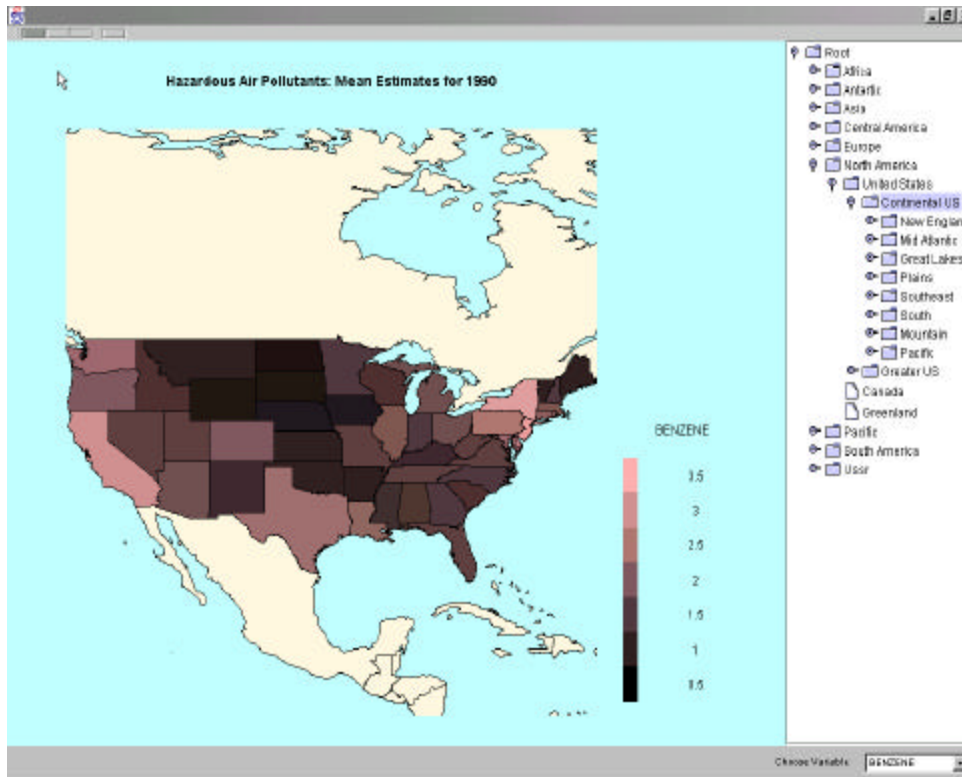 Hazardous Air Pollutants: Mean Estimates for 1990
BENZENE
3.5
3
2.5
2
1.5
1
0.5
Root
Africa
Antartic
Asia
Central America
Europe
North America
United States
Continental US
New Englan
Mid Atlantic
Great Lakes
Plains
Southeast
South
Mountain
Pacific
Greater US
Canada
Greenland
Pacific
South America
Ussr
Choose Variable BENZENE